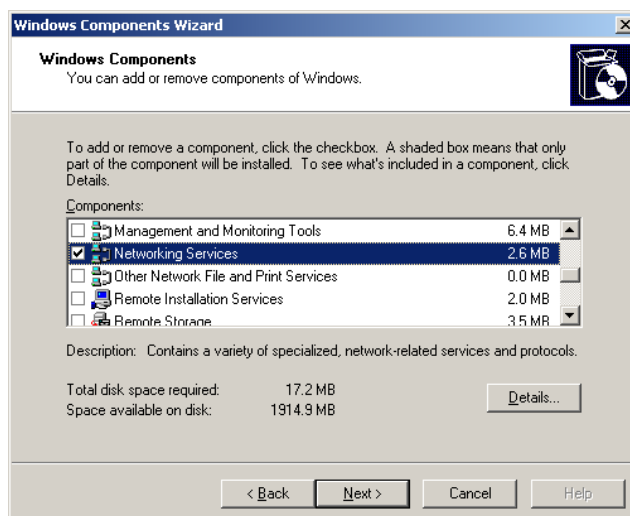 Windows Components Wizard
Windows Components
You can add or remove components of Windows.
To add or remove a component, click the checkbox. A shaded box means that only
part of the component will be installed. To see what's included in a component, click
Details.
Components:
Management and Monitoring Tools 6.4 MB
Networking Services 2.6 MB
Other Network File and Print Services 0.0 MB
Remote Installation Services 2.0 MB
Remote Storage 3.5 MB
Description: Contains a variety of specialized, network-related services and protocols.
Total disk space required: 17.2 MB
Space available on disk: 1914.9 MB
Details...
< Back Next > Cancel Help